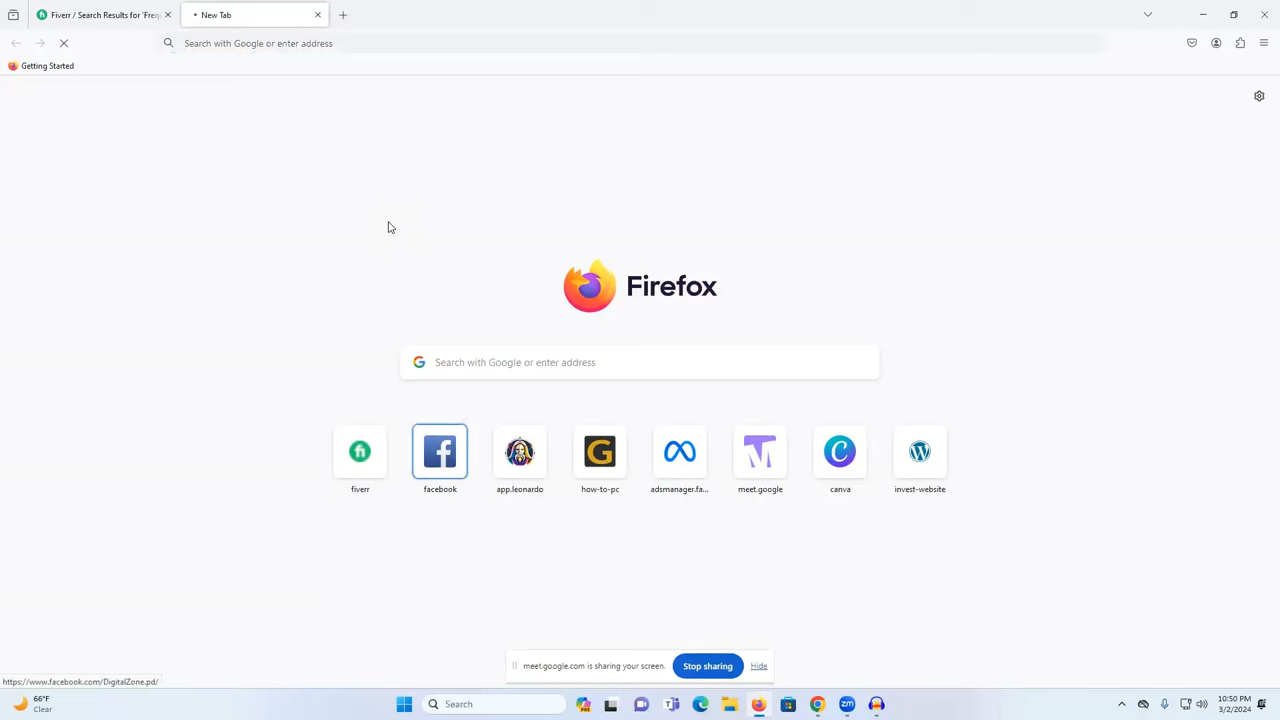 Fiverr / Search Results for 'Freq
New Tab
Search with Google or enter address
Getting Started
Firefox
Search with Google or enter address
fiverr
facebook
app.leonardo
how-to-pc
adsmanager.fa...
meet.google
canva
invest-website
meet.google.com is sharing your screen.
Stop sharing
Hide
https://www.facebook.com/DigitalZone.pd/
66°F
Clear
Search
10:50 PM
3/2/2024